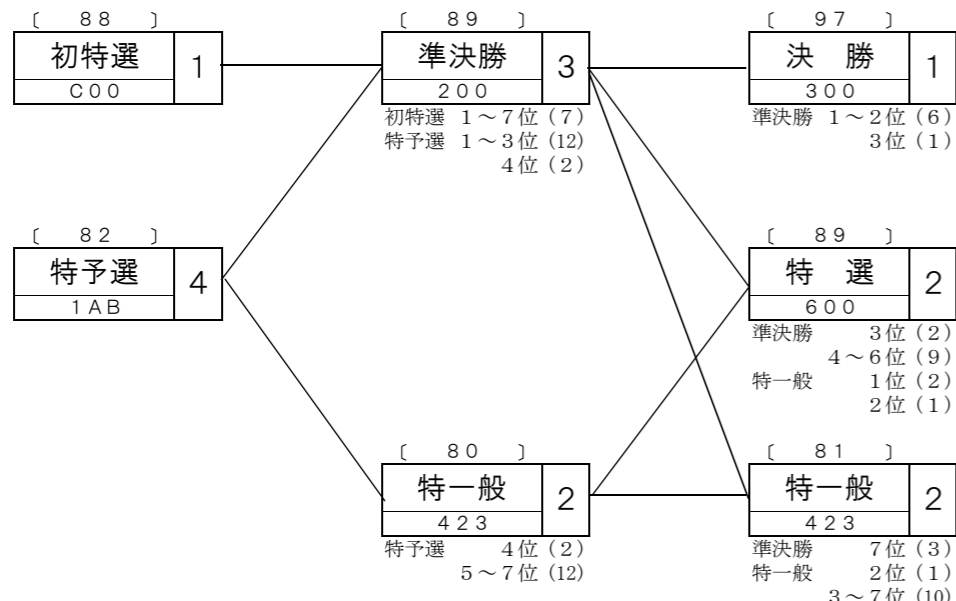 〔 88 〕
初特選 1
C00
〔 82 〕
特予選 4
1AB
〔 89 〕
準決勝 3
200
初特選 1～7位（7）
特予選 1～3位（12）
4位（2）
〔 80 〕
特一般 2
423
特予選 4位（2）
5～7位（12）
〔 97 〕
決 勝 1
300
準決勝 1～2位（6）
3位（1）
〔 89 〕
特 選 2
600
準決勝 3位（2）
4～6位（9）
特一般 1位（2）
2位（1）
〔 81 〕
特一般 2
423
準決勝 7位（3）
特一般 2位（1）
3～7位（10）